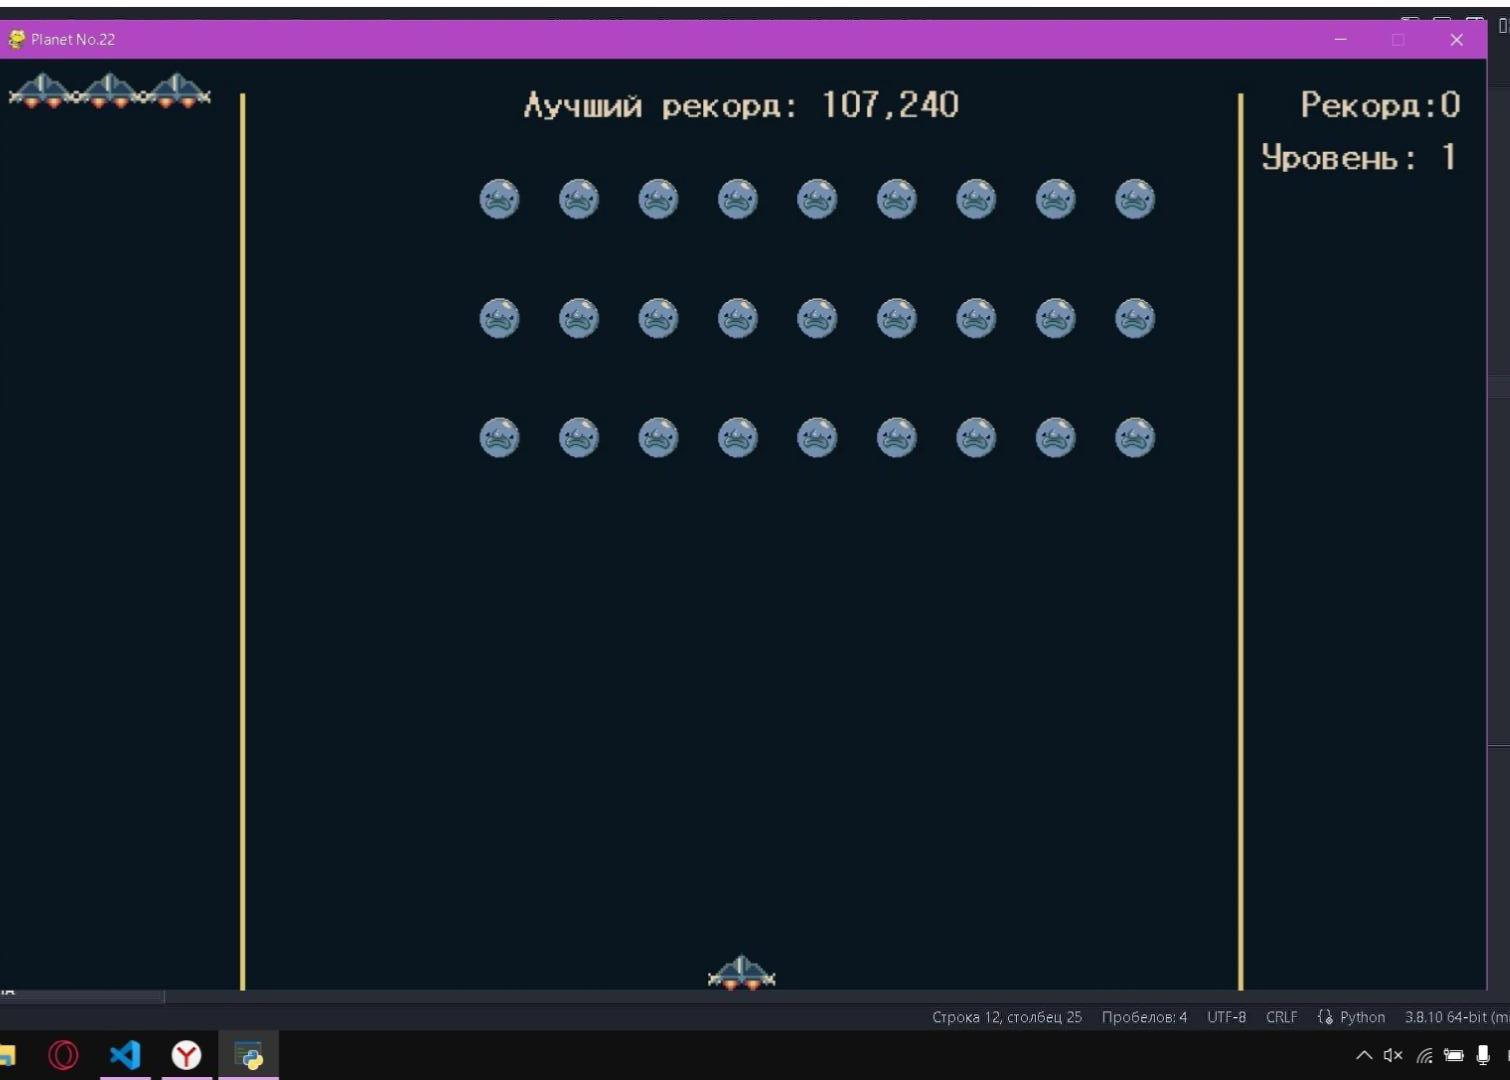 Planet No.22
Лучший рекорд: 107,240
Рекорд:0
Уровень: 1
Строка 12, столбец 25 Пробелов: 4 UTF-8 CRLF Python 3.8.10 64-bit